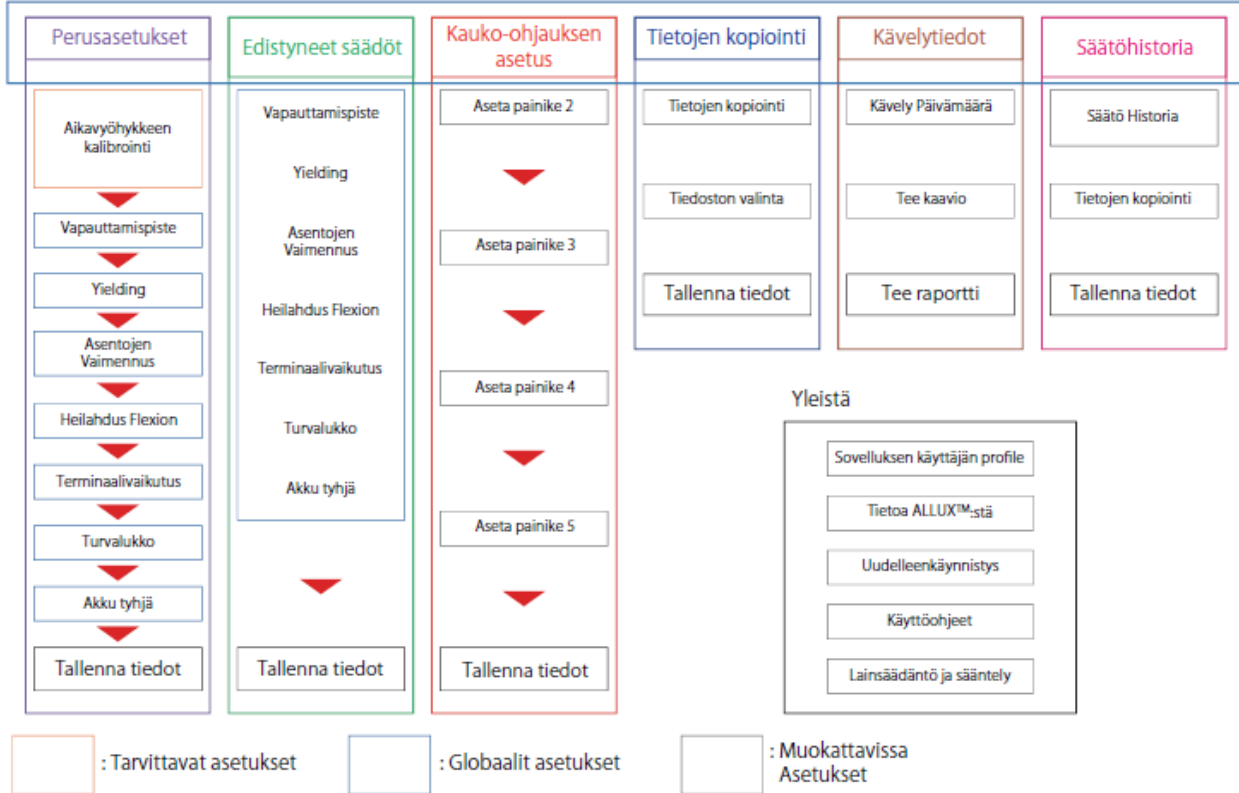 Perusasetukset
Edistyneet säädöt
Kauko-ohjauksen
asetus
Tietojen kopiointi
Kävelytiedot
Säätöhistoria
Aikavyöhykkeen
kalibrointi
Vapauttamispiste
Yielding
Asentojen
Vaimennus
Heilahdus Flexion
Terminaalivaikutus
Turvalukko
Akku tyhjä
Tallenna tiedot
Vapauttamispiste
Yielding
Asentojen
Vaimennus
Heilahdus Flexion
Terminaalivaikutus
Turvalukko
Akku tyhjä
Tallenna tiedot
Aseta painike 2
Aseta painike 3
Aseta painike 4
Aseta painike 5
Tallenna tiedot
Tietojen kopiointi
Tiedoston valinta
Tallenna tiedot
Kävely Päivämäärä
Tee kaavio
Tee raportti
Säätö Historia
Tietojen kopiointi
Tallenna tiedot
Yleistä
Sovelluksen käyttäjän profile
Tietoa ALLUX™:stä
Uudelleenkäynnistys
Käyttöohjeet
Lainsäädäntö ja sääntely
: Tarvittavat asetukset
: Globaalit asetukset
: Muokattavissa
Asetukset